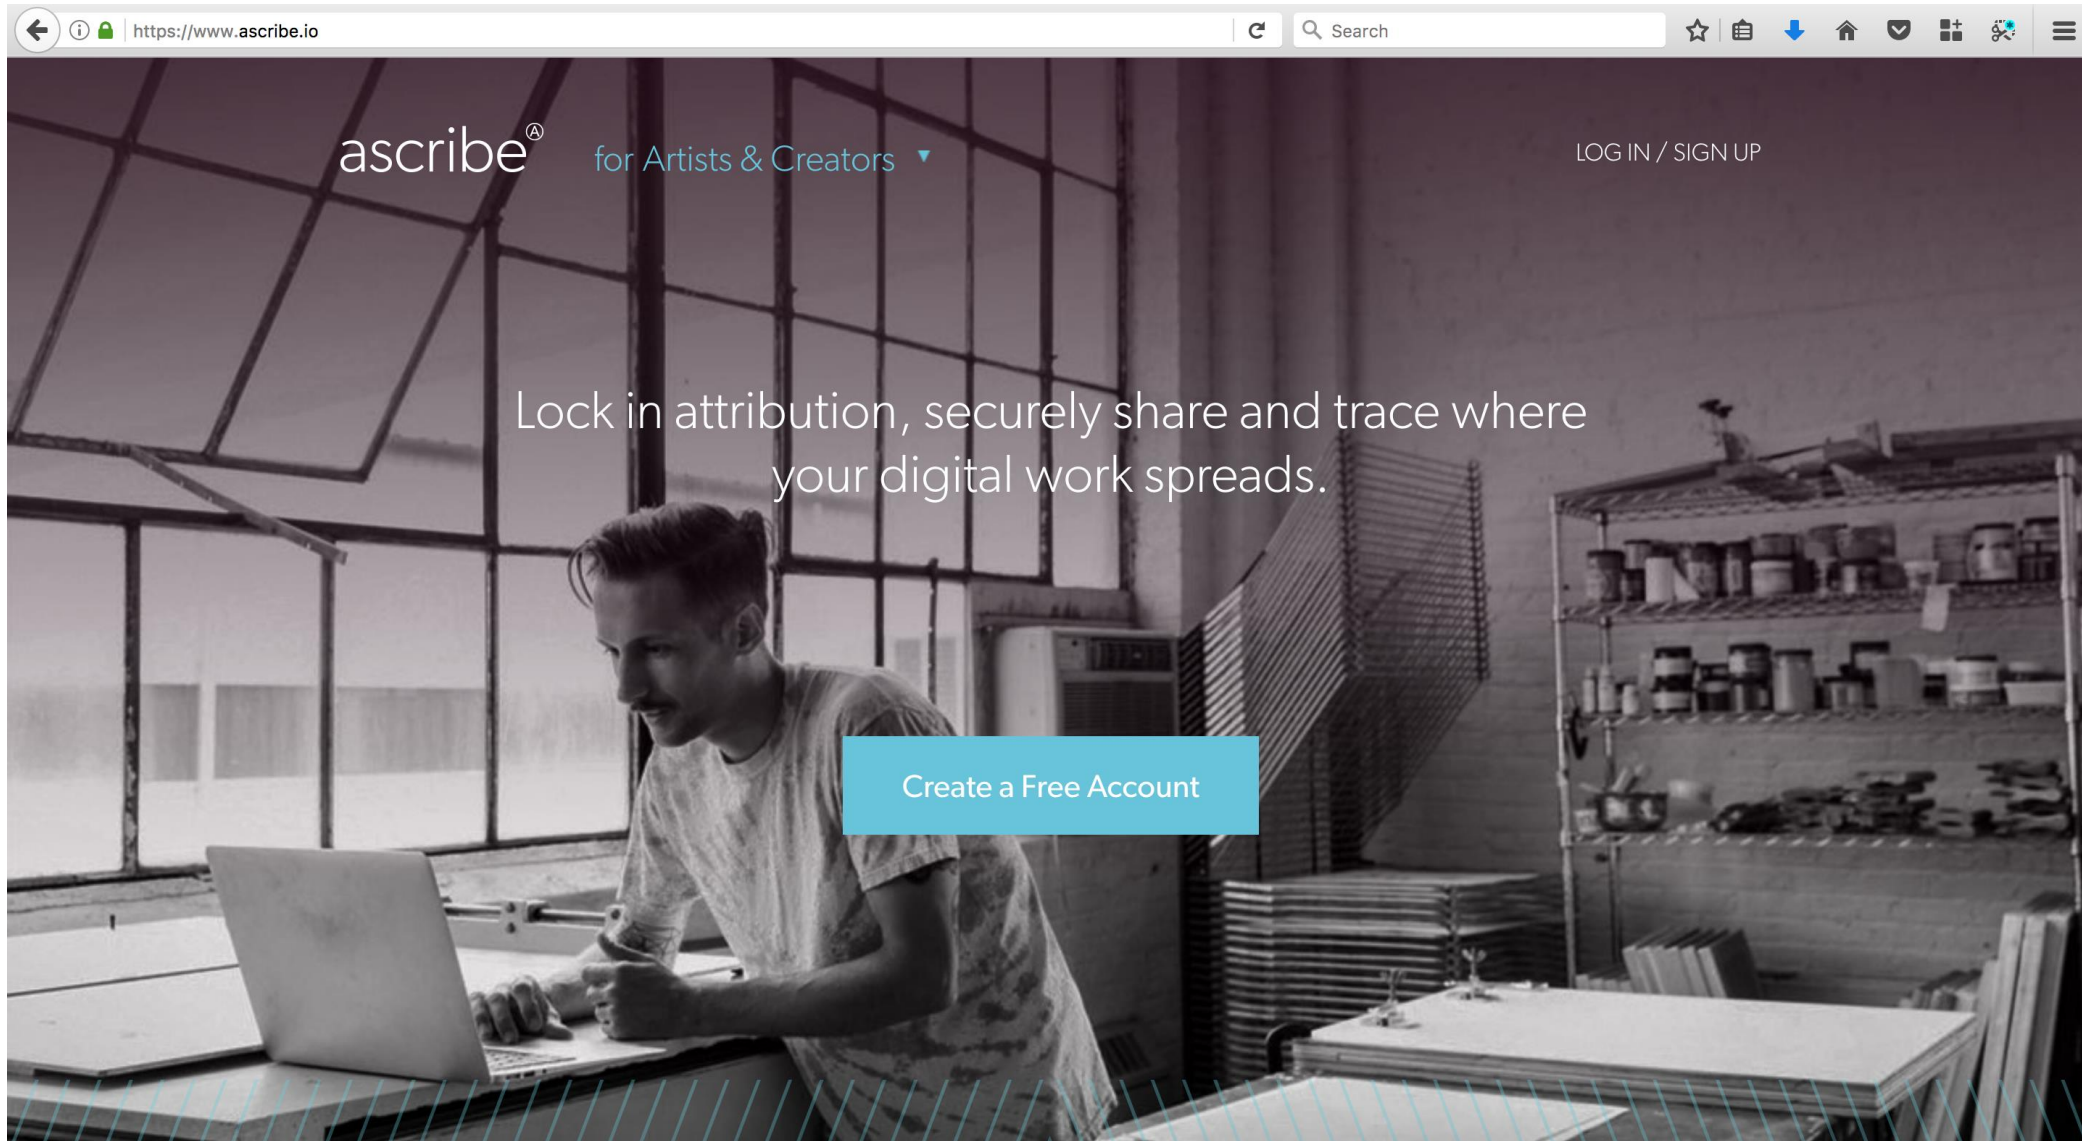 https://www.ascribe.io
Search
ascribe Ⓐ for Artists & Creators
LOG IN / SIGN UP
Lock in attribution, securely share and trace where
your digital work spreads.
Create a Free Account